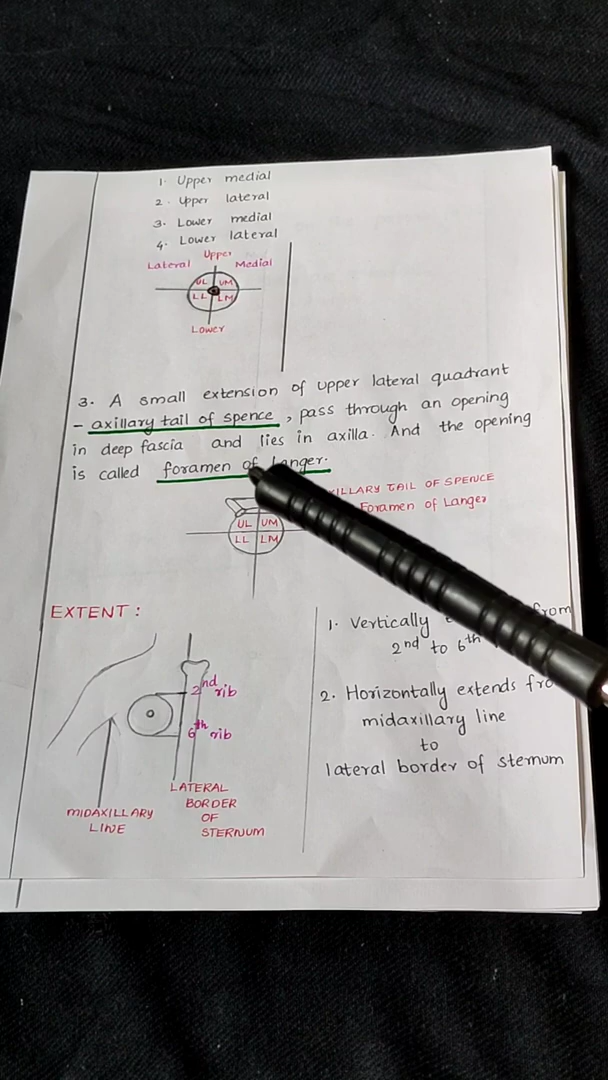 1. Upper medial
2. Upper lateral
3. Lower medial
4. Lower lateral
Upper
Lateral
Medial
UL UM
LL LM
Lower
3. A small extension of upper lateral quadrant
- axillary tail of spence, pass through an opening
in deep fascia and lies in axilla. And the opening
is called foramen of Langer.
XILLARY TAIL OF SPENCE
Foramen of Langer
UL UM
LL LM
EXTENT:
2nd rib
6th rib
LATERAL
BORDER
OF
STERNUM
MIDAXILLARY
LINE
1. Vertically from
2nd to 6th
2. Horizontally extends fro
midaxillary line
to
lateral border of sternum